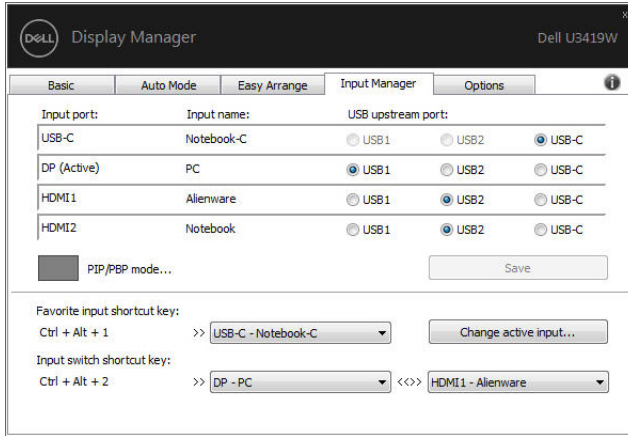 DELL Display Manager Dell U3419W x
Basic Auto Mode Easy Arrange Input Manager Options i
Input port: Input name: USB upstream port:
USB-C Notebook-C USB1 USB2 USB-C
DP (Active) PC USB1 USB2 USB-C
HDMI1 Alienware USB1 USB2 USB-C
HDMI2 Notebook USB1 USB2 USB-C
PIP/PBP mode... Save
Favorite input shortcut key:
Ctrl + Alt + 1 >> USB-C - Notebook-C Change active input...
Input switch shortcut key:
Ctrl + Alt + 2 >> DP - PC <<>> HDMI1 - Alienware